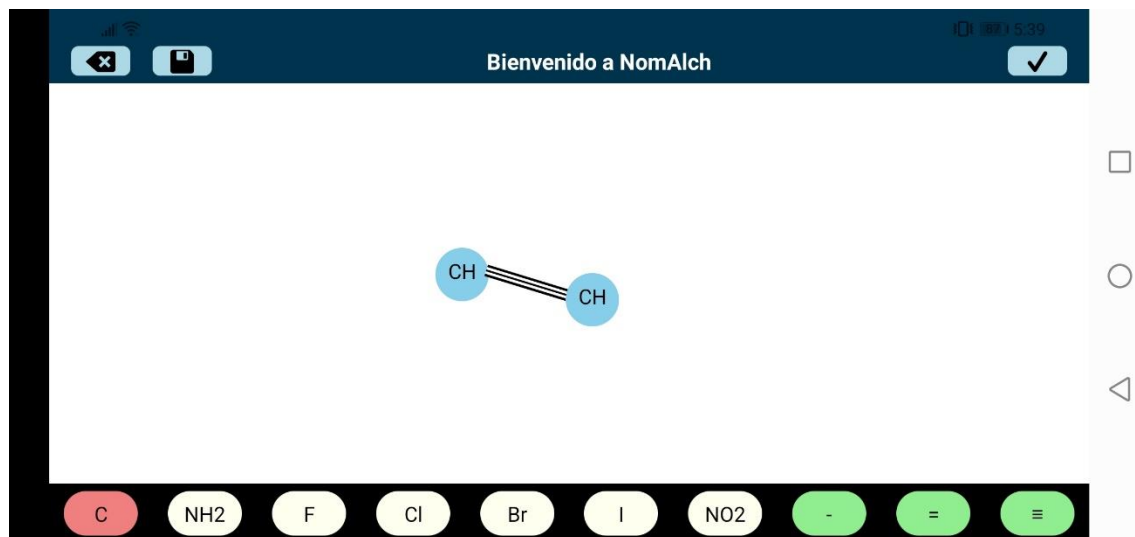 5:39
Bienvenido a NomAlch
CH
CH
C NH2 F Cl Br I NO2 - = ≡